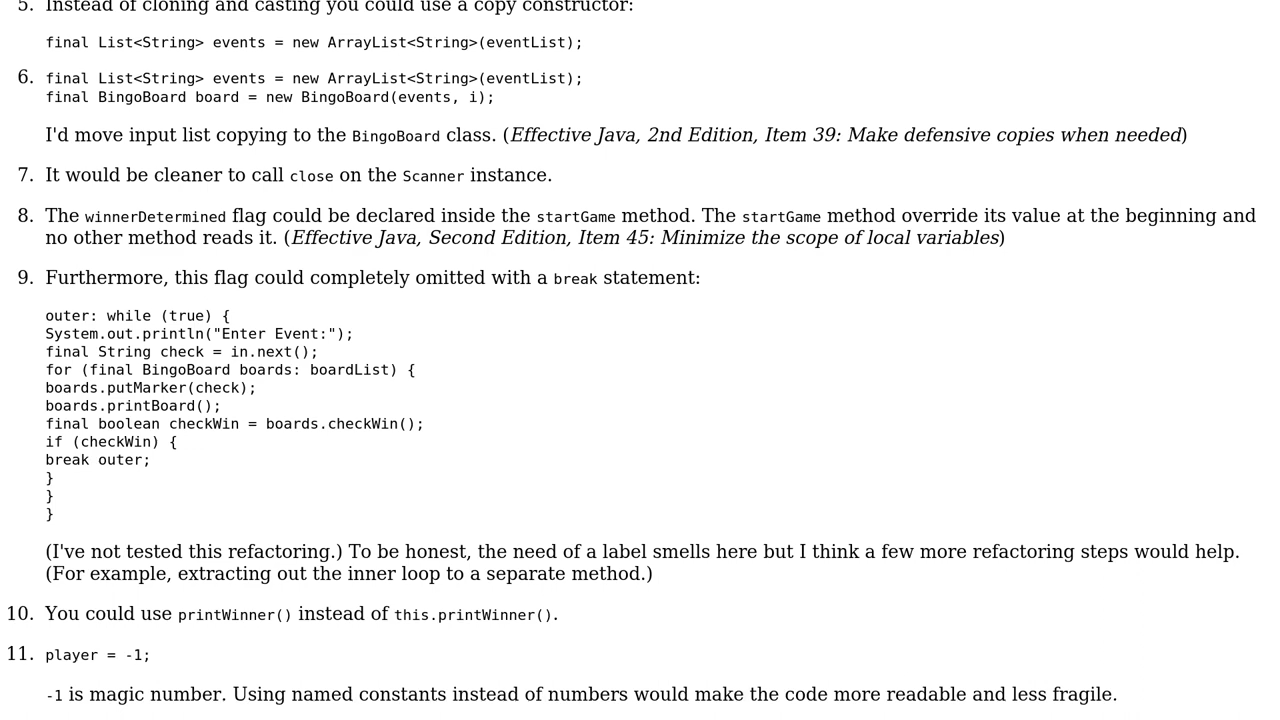 5. Instead of cloning and casting you could use a copy constructor:
final List<String> events = new ArrayList<String>(eventList);
6. final List<String> events = new ArrayList<String>(eventList);
final BingoBoard board = new BingoBoard(events, i);
I'd move input list copying to the BingoBoard class. (Effective Java, 2nd Edition, Item 39: Make defensive copies when needed)
7. It would be cleaner to call close on the Scanner instance.
8. The winnerDetermined flag could be declared inside the startGame method. The startGame method override its value at the beginning and
no other method reads it. (Effective Java, Second Edition, Item 45: Minimize the scope of local variables)
9. Furthermore, this flag could completely omitted with a break statement:
outer: while (true) {
System.out.println("Enter Event:");
final String check = in.next();
for (final BingoBoard boards: boardList) {
boards.putMarker(check);
boards.printBoard();
final boolean checkWin = boards.checkWin();
if (checkWin) {
break outer;
}
}
}
(I've not tested this refactoring.) To be honest, the need of a label smells here but I think a few more refactoring steps would help.
(For example, extracting out the inner loop to a separate method.)
10. You could use printWinner() instead of this.printWinner().
11. player = -1;
-1 is magic number. Using named constants instead of numbers would make the code more readable and less fragile.